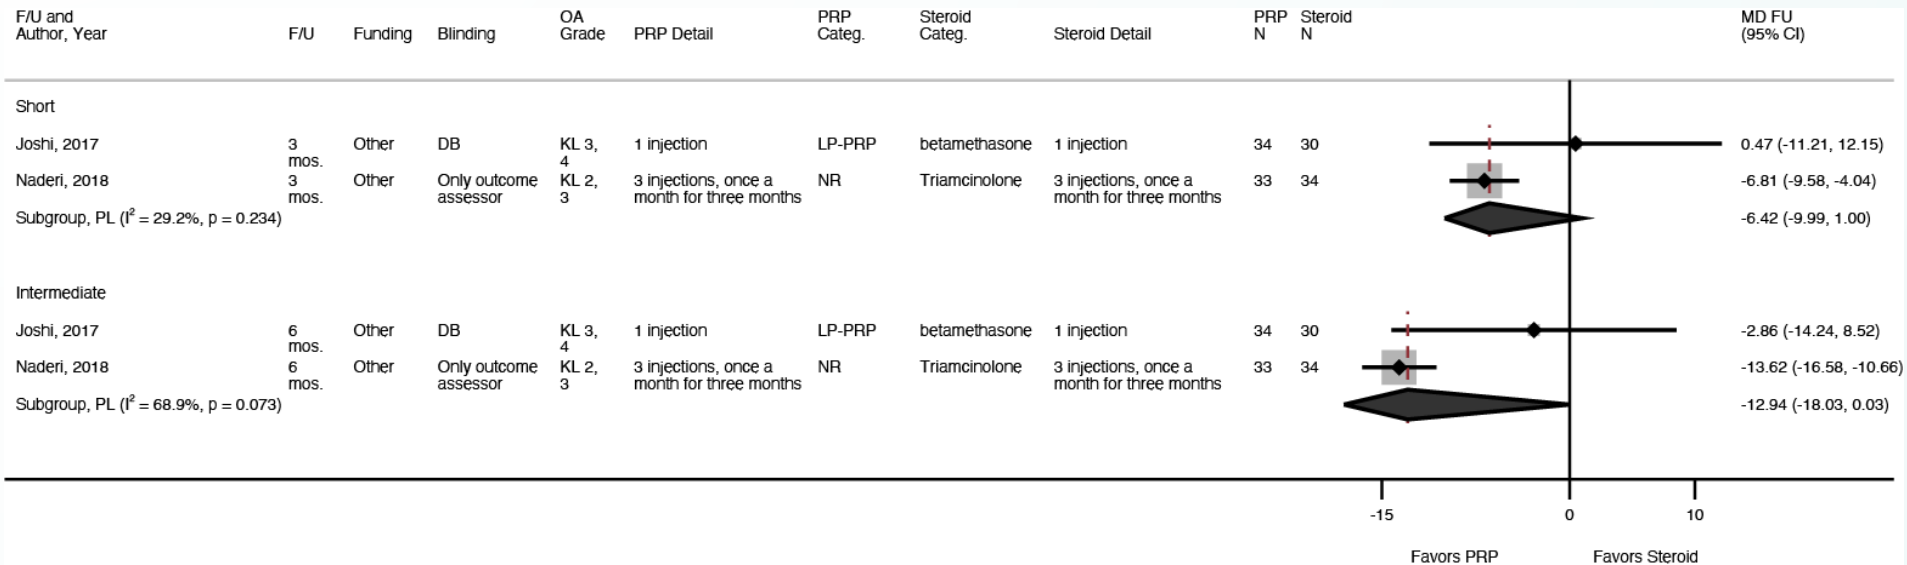 F/U and Author, Year F/U Funding Blinding OA Grade PRP Detail PRP Categ. Steroid Categ. Steroid Detail PRP N Steroid N MD FU (95% CI)
Short
Joshi, 2017 3 mos. Other DB KL 3, 4 1 injection LP-PRP betamethasone 1 injection 34 30 0.47 (-11.21, 12.15)
Naderi, 2018 3 mos. Other Only outcome assessor KL 2, 3 3 injections, once a month for three months NR Triamcinolone 3 injections, once a month for three months 33 34 -6.81 (-9.58, -4.04)
Subgroup, PL (I² = 29.2%, p = 0.234) -6.42 (-9.99, 1.00)
Intermediate
Joshi, 2017 6 mos. Other DB KL 3, 4 1 injection LP-PRP betamethasone 1 injection 34 30 -2.86 (-14.24, 8.52)
Naderi, 2018 6 mos. Other Only outcome assessor KL 2, 3 3 injections, once a month for three months NR Triamcinolone 3 injections, once a month for three months 33 34 -13.62 (-16.58, -10.66)
Subgroup, PL (I² = 68.9%, p = 0.073) -12.94 (-18.03, 0.03)
-15 0 10
Favors PRP Favors Steroid